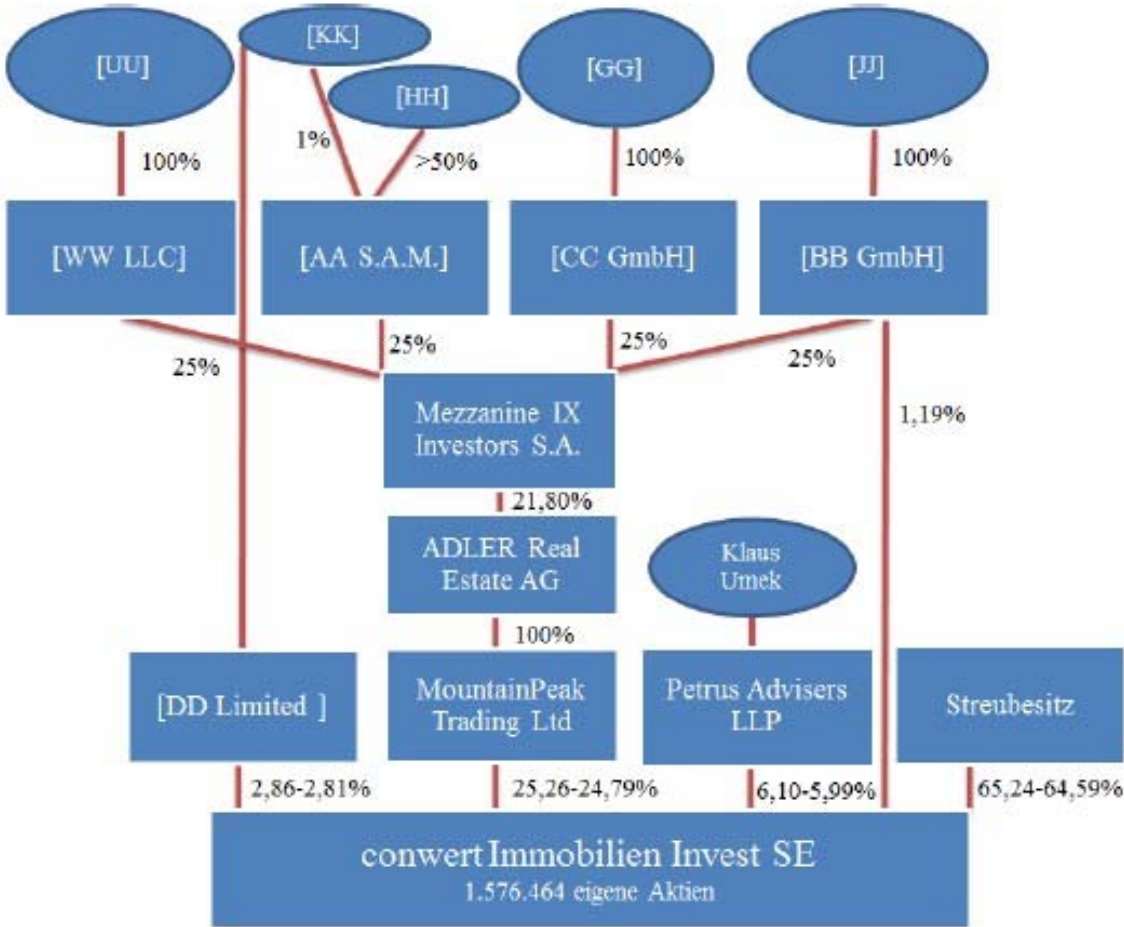 [UU]
[KK]
[HH]
[GG]
[JJ]
100%
1%
>50%
100%
100%
[WW LLC]
[AA S.A.M.]
[CC GmbH]
[BB GmbH]
25%
25%
25%
25%
Mezzanine IX
Investors S.A.
1,19%
21,80%
ADLER Real
Estate AG
Klaus
Umek
100%
[DD Limited ]
MountainPeak
Trading Ltd
Petrus Advisers
LLP
Streubesitz
2,86-2,81%
25,26-24,79%
6,10-5,99%
65,24-64,59%
conwert Immobilien Invest SE
1.576.464 eigene Aktien